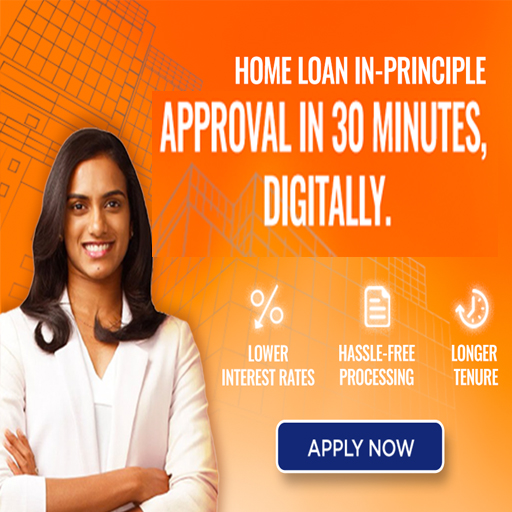 HOME LOAN IN-PRINCIPLE
APPROVAL IN 30 MINUTES,
DIGITALLY.
%
LOWER
INTEREST RATES
HASSLE-FREE
PROCESSING
LONGER
TENURE
APPLY NOW